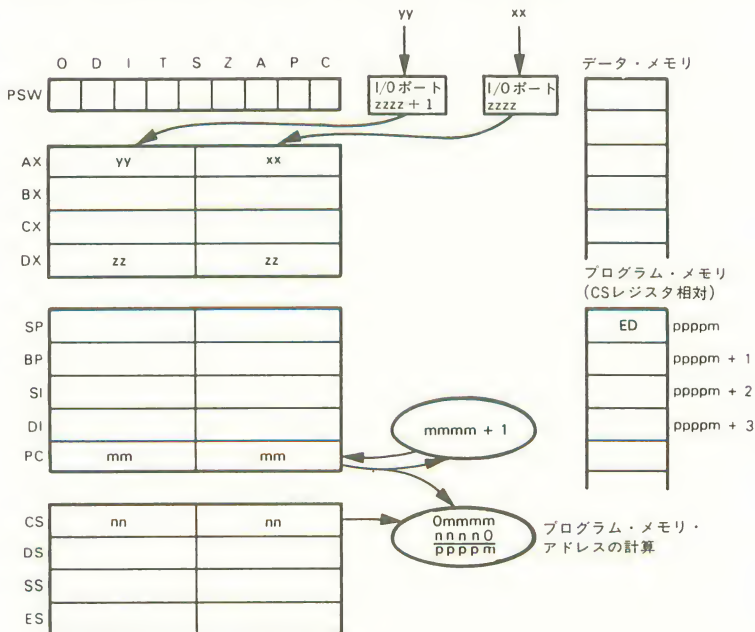 yy xx
O D I T S Z A P C
PSW
I/Oポート
zzzz + 1
I/Oポート
zzzz
データ・メモリ
AX yy xx
BX
CX
DX zz zz
プログラム・メモリ
(CSレジスタ相対)
SP
BP
SI
DI
PC mm mm
mmmm + 1
ED ppppm
ppppm + 1
ppppm + 2
ppppm + 3
CS nn nn
DS
SS
ES
0mmmm
nnnn0
ppppm
プログラム・メモリ・
アドレスの計算